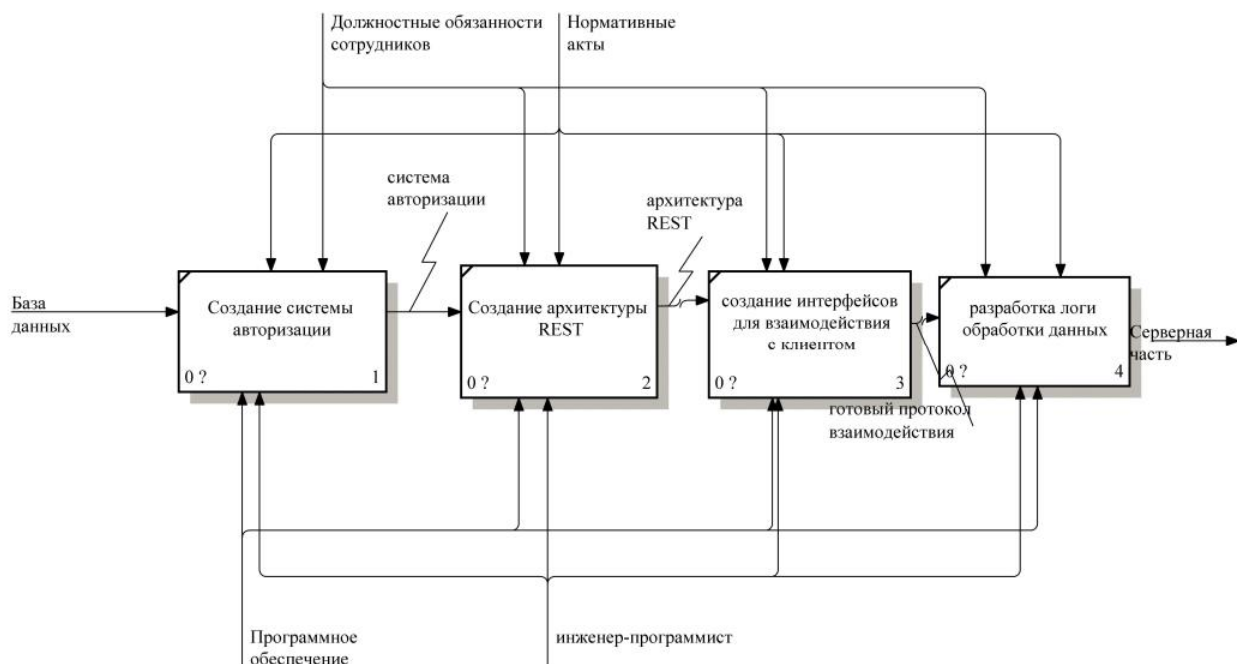 Должностные обязанности
сотрудников
Нормативные
акты
система
авторизации
архитектура
REST
База
данных
Создание системы
авторизации
0 ?
1
Создание архитектуры
REST
0 ?
2
создание интерфейсов
для взаимодействия
с клиентом
0 ?
3
разработка логи
обработки данных
0 ?
4
Серверная
часть
готовый протокол
взаимодействия
Программное
обеспечение
инженер-программист